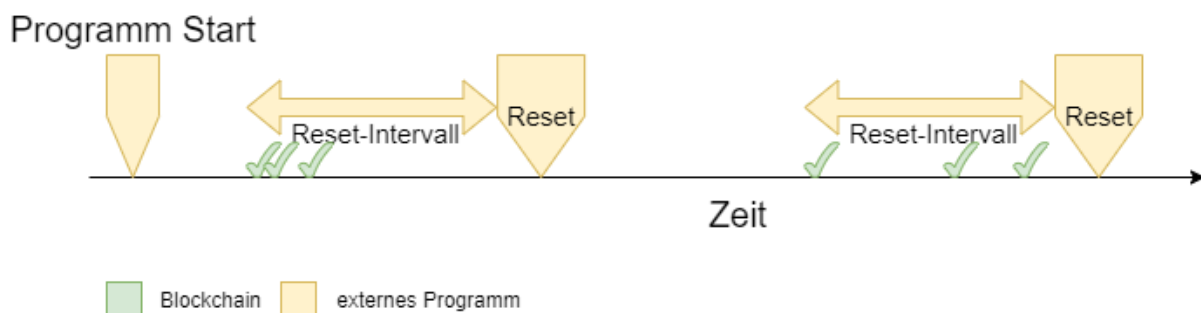 Programm Start
Reset
Reset-Intervall
Reset
Reset-Intervall
Zeit
Blockchain
externes Programm